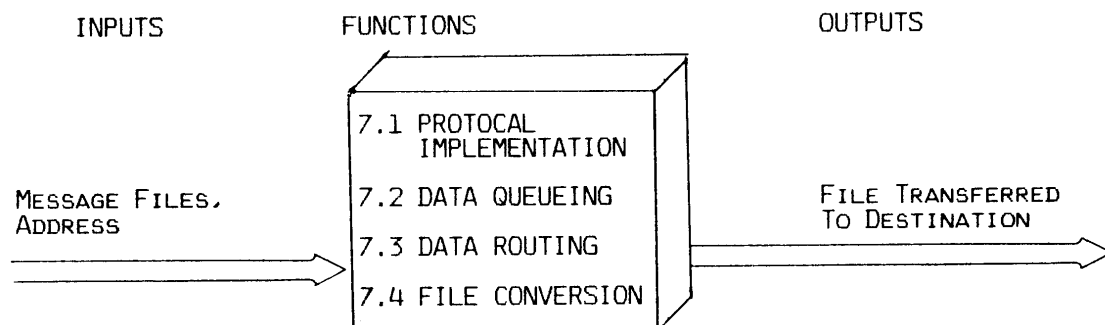 INPUTS FUNCTIONS OUTPUTS
7.1 PROTOCAL
IMPLEMENTATION
MESSAGE FILES,
ADDRESS
7.2 DATA QUEUEING
7.3 DATA ROUTING
7.4 FILE CONVERSION
FILE TRANSFERRED
TO DESTINATION